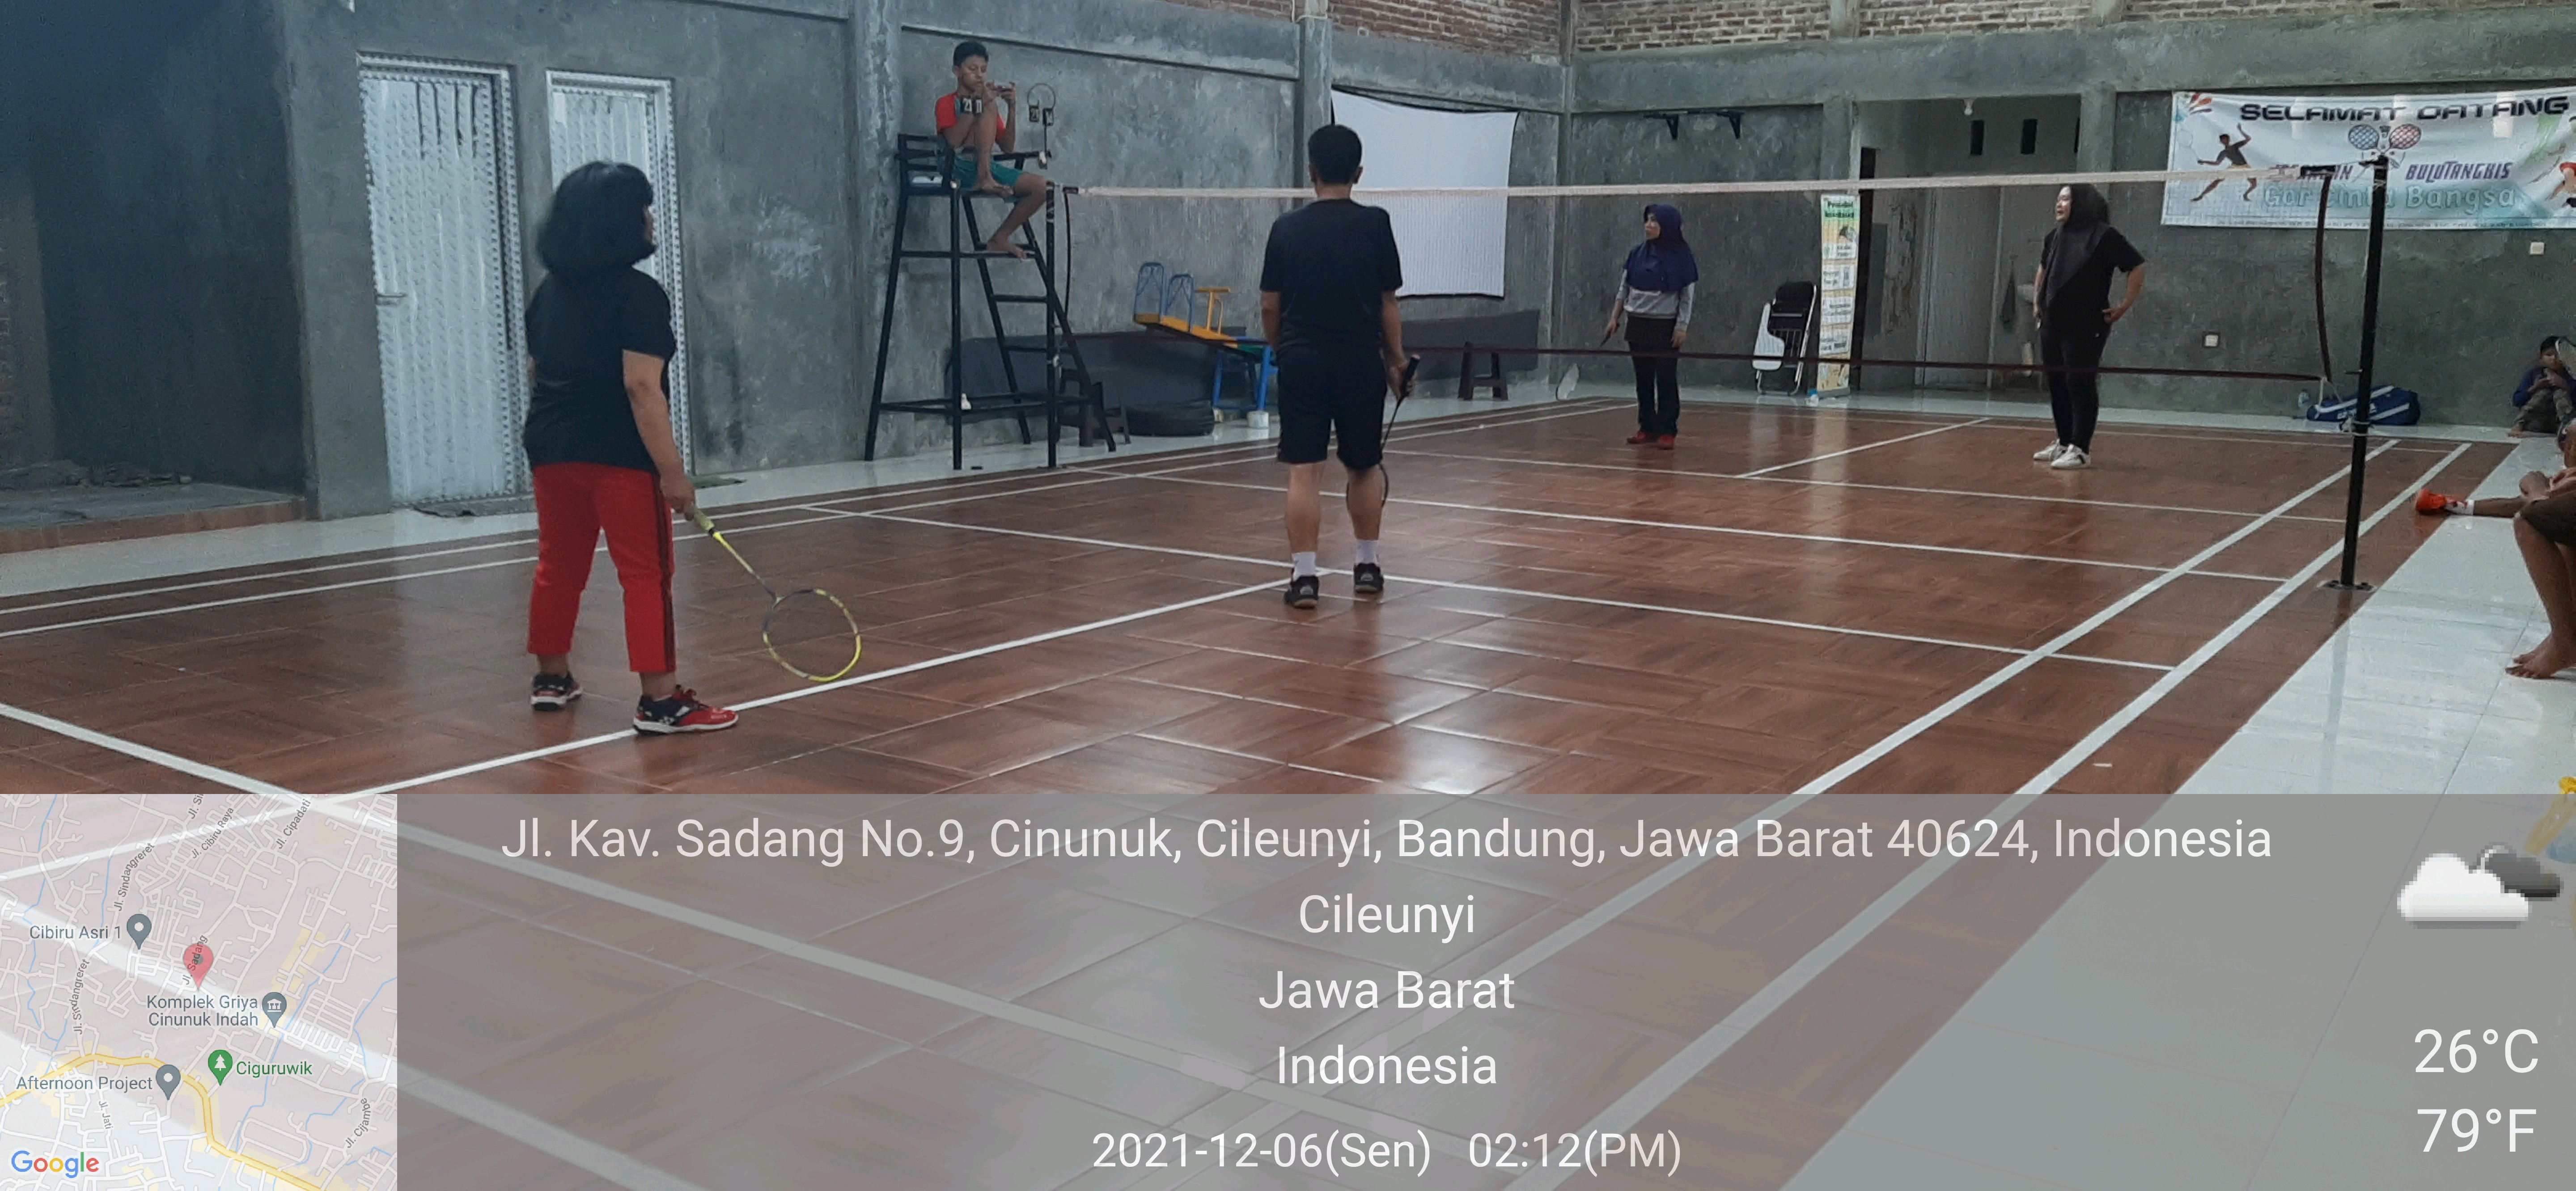 SELAMAT DATANG
BULUTANGKIS
Bangsa
Jl. Kav. Sadang No.9, Cinunuk, Cileunyi, Bandung, Jawa Barat 40624, Indonesia
Cileunyi
Jawa Barat
Indonesia
2021-12-06(Sen) 02:12(PM)
26°C
79°F
Jl. Cibiru Raya
Jl. Cipadati
Jl. Sindangreret
Cibiru Asri 1
Jl. Sadang
Jl. Sindangreret
Komplek Griya
Cinunuk Indah
Ciguruwik
Afternoon Project
Jl. Jati
Jl. Cijambe
Google